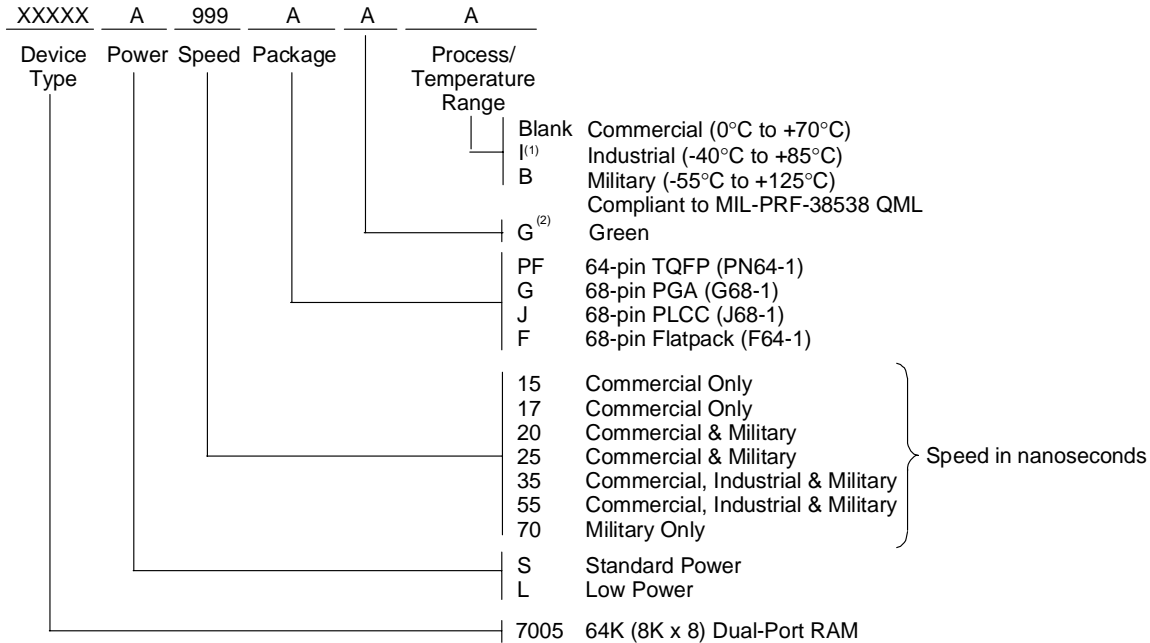 XXXXX A 999 A A A
Device Type Power Speed Package Process/ Temperature Range
Blank Commercial (0°C to +70°C)
I(1) Industrial (-40°C to +85°C)
B Military (-55°C to +125°C)
Compliant to MIL-PRF-38538 QML
G(2) Green
PF 64-pin TQFP (PN64-1)
G 68-pin PGA (G68-1)
J 68-pin PLCC (J68-1)
F 68-pin Flatpack (F64-1)
15 Commercial Only
17 Commercial Only
20 Commercial & Military
25 Commercial & Military
Speed in nanoseconds
35 Commercial, Industrial & Military
55 Commercial, Industrial & Military
70 Military Only
S Standard Power
L Low Power
7005 64K (8K x 8) Dual-Port RAM